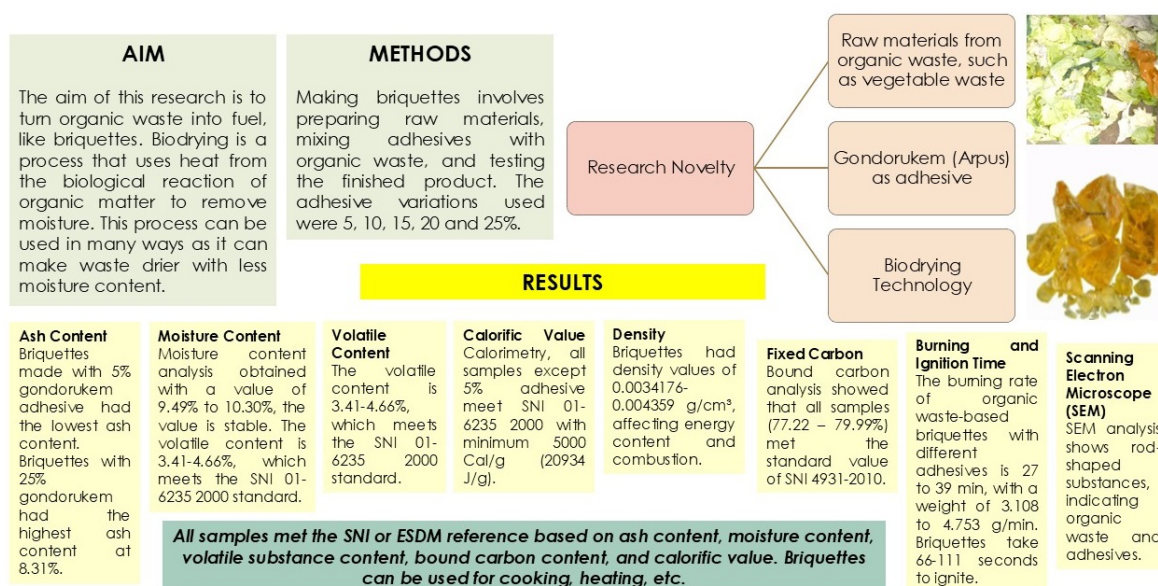 AIM
The aim of this research is to
turn organic waste into fuel,
like briquettes. Biodrying is a
process that uses heat from
the biological reaction of
organic matter to remove
moisture. This process can be
used in many ways as it can
make waste drier with less
moisture content.
METHODS
Making briquettes involves
preparing raw materials,
mixing adhesives with
organic waste, and testing
the finished product. The
adhesive variations used
were 5, 10, 15, 20 and 25%.
Research Novelty
Raw materials from
organic waste, such
as vegetable waste
Gondorukem (Arpus)
as adhesive
Biodrying
Technology
RESULTS
Ash Content
Briquettes
made with 5%
gondorukem
adhesive had
the lowest ash
content.
Briquettes with
25%
gondorukem
had the
highest ash
content at
8.31%.
Moisture Content
Moisture content
analysis obtained
with a value of
9.49% to 10.30%, the
value is stable. The
volatile content is
3.41-4.66%, which
meets the SNI 01-
6235 2000 standard.
Volatile
Content
The volatile
content is
3.41-4.66%,
which meets
the SNI 01-
6235 2000
standard.
Calorific Value
Calorimetry, all
samples except
5% adhesive
meet SNI 01-
6235 2000 with
minimum 5000
Cal/g (20934
J/g).
Density
Briquettes had
density values of
0.0034176-
0.004359 g/cm³,
affecting energy
content and
combustion.
Fixed Carbon
Bound carbon
analysis showed
that all samples
(77.22 – 79.99%)
met the
standard value
of SNI 4931-2010.
Burning and
Ignition Time
The burning rate
of organic
waste-based
briquettes with
different
adhesives is 27
to 39 min, with a
weight of 3.108
to 4.753 g/min.
Briquettes take
66-111 seconds
to ignite.
Scanning
Electron
Microscope
(SEM)
SEM analysis
shows rod-
shaped
substances,
indicating
organic
waste and
adhesives.
All samples met the SNI or ESDM reference based on ash content, moisture content,
volatile substance content, bound carbon content, and calorific value. Briquettes
can be used for cooking, heating, etc.